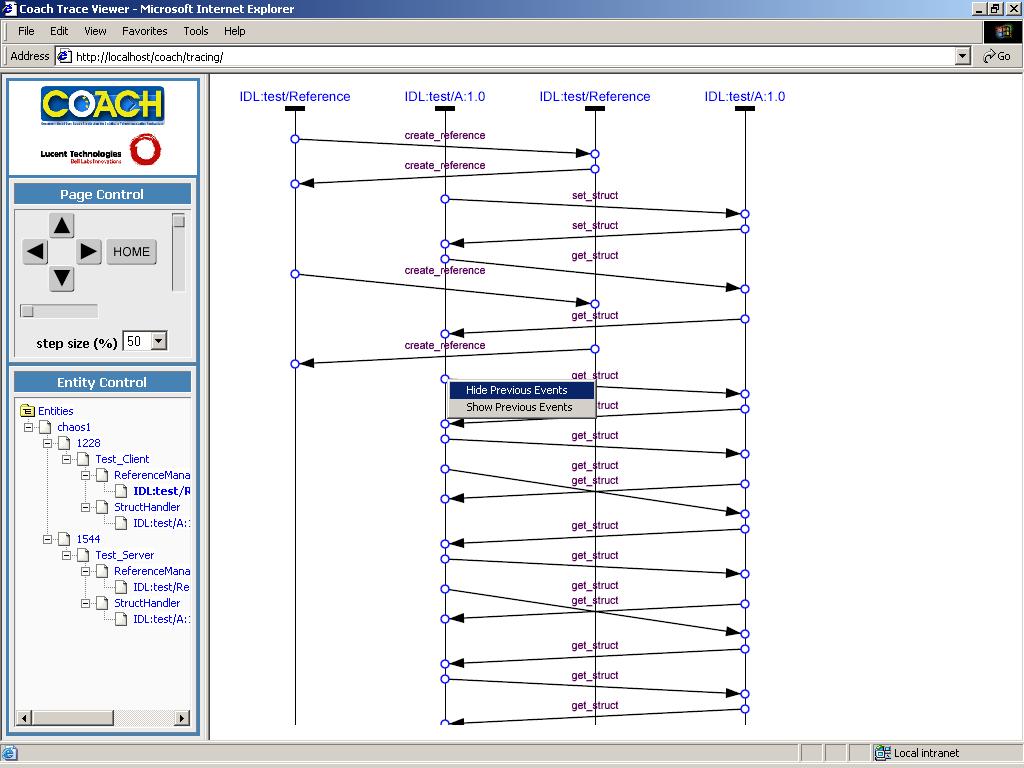 Coach Trace Viewer - Microsoft Internet Explorer
File Edit View Favorites Tools Help
Address http://localhost/coach/tracing/ Go
COACH
Lucent Technologies
Bell Labs Innovations
Page Control
HOME
step size (%) 50
Entity Control
Entities
chaos1
1228
Test_Client
ReferenceMana
IDL:test/R
StructHandler
IDL:test/A:1
1544
Test_Server
ReferenceMana
IDL:test/Re
StructHandler
IDL:test/A:1
IDL:test/Reference IDL:test/A:1.0 IDL:test/Reference IDL:test/A:1.0
create_reference
create_reference
set_struct
set_struct
get_struct
create_reference
get_struct
create_reference
get_struct
Hide Previous Events
Show Previous Events
truct
get_struct
get_struct
get_struct
get_struct
get_struct
get_struct
get_struct
get_struct
get_struct
get_struct
Local intranet